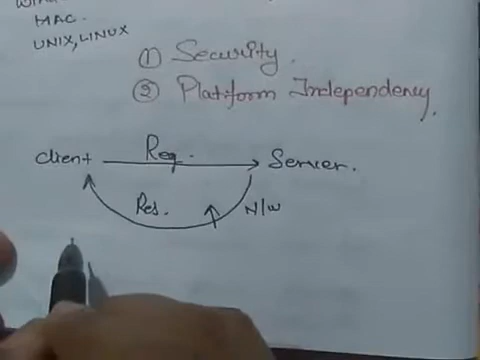 MAC.
UNIX, LINUX
① Security.
② Platform Independency.
Client Req. Server.
Res. N/W